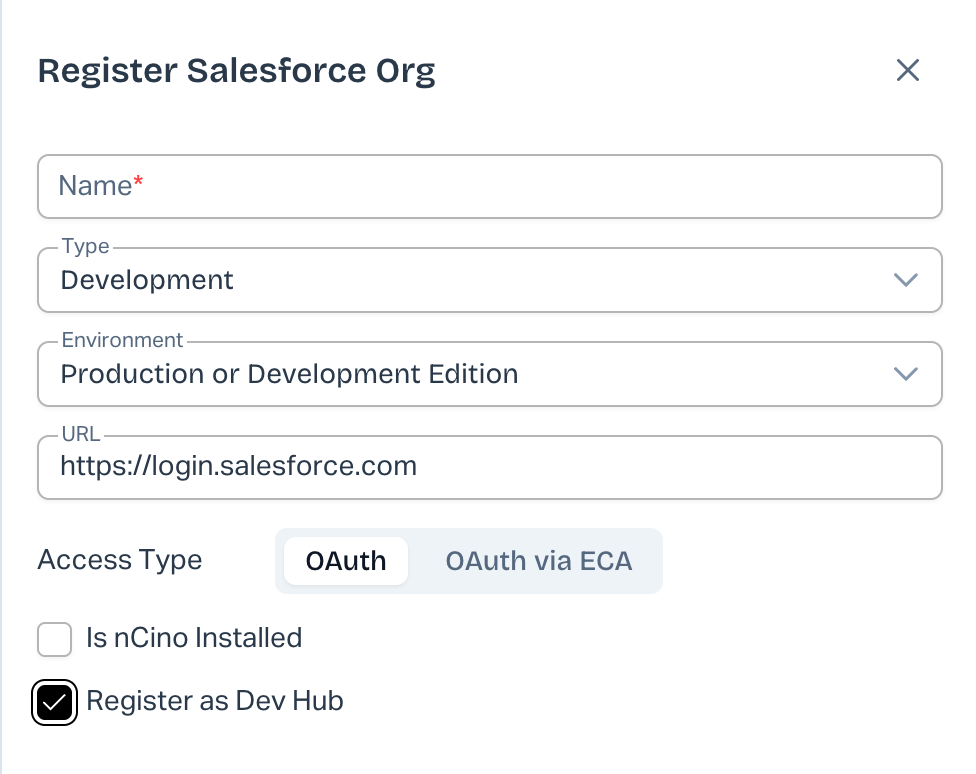 Register Salesforce Org
Name*
Type
Development
Environment
Production or Development Edition
URL
https://login.salesforce.com
Access Type OAuth OAuth via ECA
Is nCino Installed
Register as Dev Hub